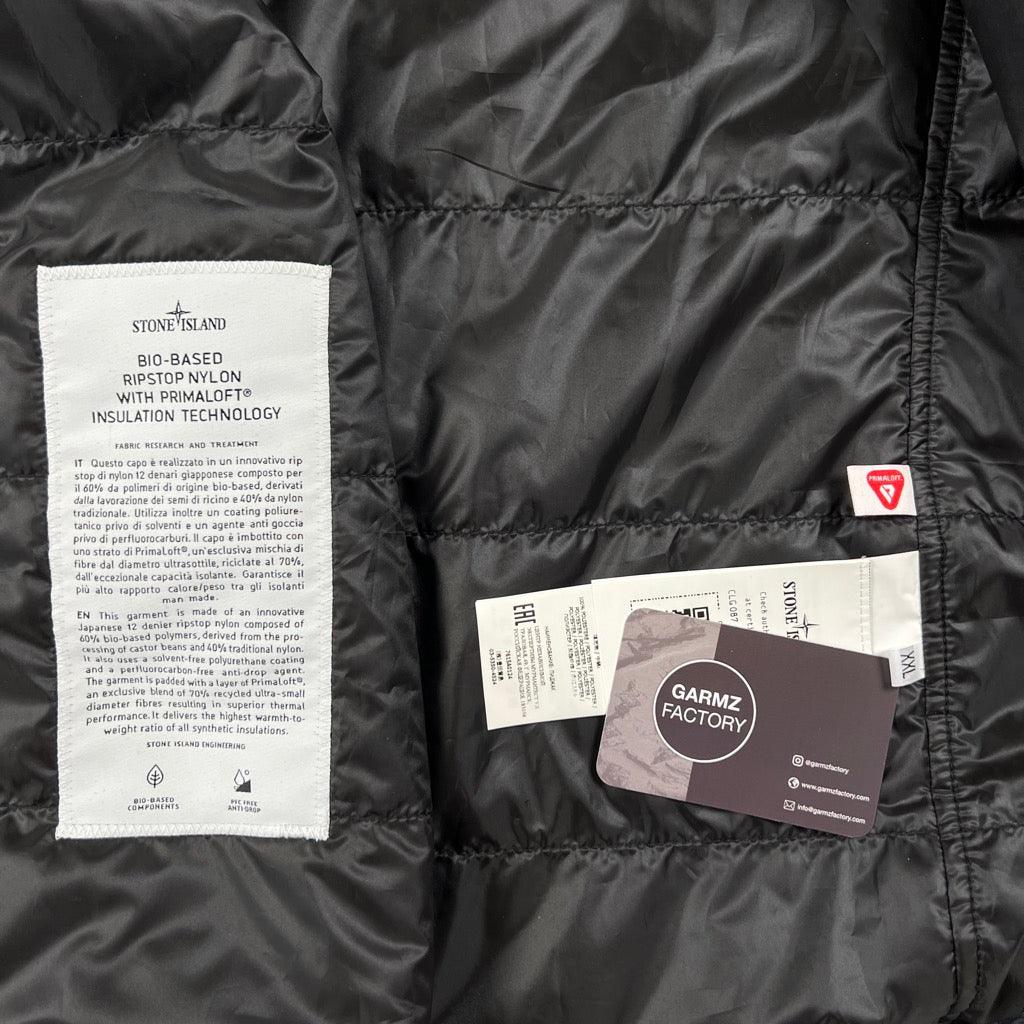 STONE ISLAND
BIO-BASED
RIPSTOP NYLON
WITH PRIMALOFT®
INSULATION TECHNOLOGY
FABRIC RESEARCH AND TREATMENT
IT Questo capo è realizzato in un innovativo rip
stop di nylon 12 denari giapponese composto per
il 60% da polimeri di origine bio-based, derivati
dalla lavorazione dei semi di ricino e 40% da nylon
tradizionale. Utilizza inoltre un coating poliure-
tanico privo di solventi e un agente anti goccia
privo di perfluorocarburi. Il capo è imbottito con
uno strato di PrimaLoft®, un'esclusiva mischia di
fibre dal diametro ultrasottile, riciclate al 70%,
dall'eccezionale capacità isolante. Garantisce il
più alto rapporto calore/peso tra gli isolanti
man made.
EN This garment is made of an innovative
Japanese 12 denier ripstop nylon composed of
60% bio-based polymers, derived from the pro-
cessing of castor beans and 40% traditional nylon.
It also uses a solvent-free polyurethane coating
and a perfluorocarbon-free anti-drop agent.
The garment is padded with a layer of PrimaLoft®,
an exclusive blend of 70% recycled ultra-small
diameter fibres resulting in superior thermal
performance. It delivers the highest warmth-to-
weight ratio of all synthetic insulations.
STONE ISLAND ENGINEERING
BIO-BASED
COMPONENTS
PFC FREE
ANTI-DROP
PRIMALOFT
EAC
STONE IS
Check aut
at certi
CLG087
XXL
GARMZ
FACTORY
@garmzfactory
www.garmzfactory.com
info@garmzfactory.com